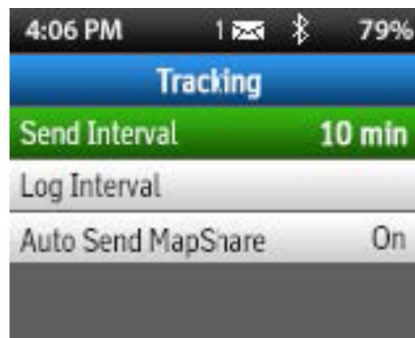 4:06 PM 1 79%
Tracking
Send Interval 10 min
Log Interval
Auto Send MapShare On